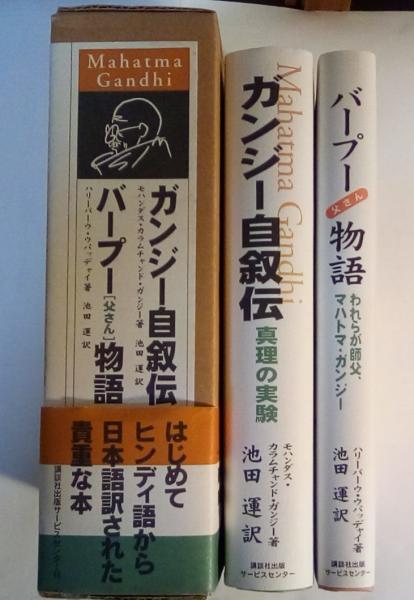 Mahatma
Gandhi
ガンジー自叙伝
モハンダス・カラムチャンド・ガンジー著 池田 運 訳
バープー[父さん]物語
ハリーバーウ・ウパッデャイ著 池田 運 訳
はじめて
ヒンディ語から
日本語訳された
貴重な本
講談社出版サービスセンター
Mahatma Gandhi
ガンジー自叙伝
真理の実験
モハンダス・
カラムチャンド・ガンジー著
池田 運 訳
講談社出版
サービスセンター
バープー
父さん
物語
われらが師父、
マハトマ・ガンジー
ハリーバーウ・ウパッデャイ著
池田 運 訳
講談社出版
サービスセンター